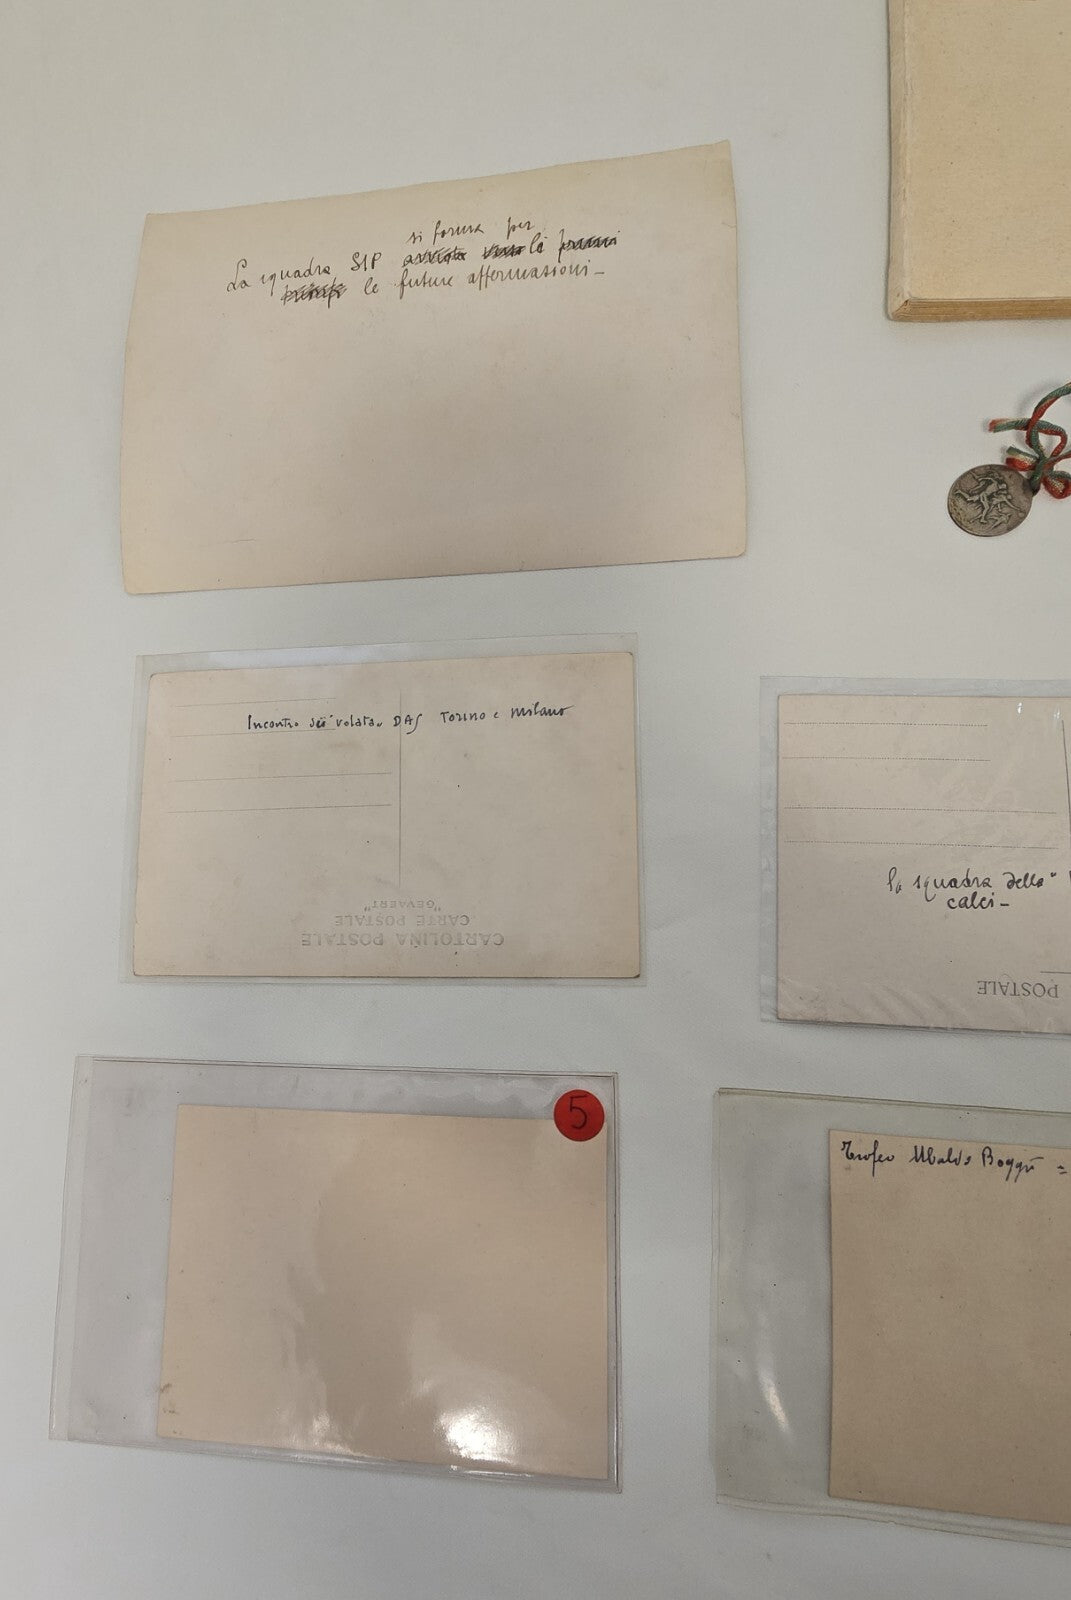 si forma per
La squadra SIP
le future affermazioni -
Incontro dei volata DAS Torino e Milano
"GEVAERT"
CARTE POSTALE
CARTOLINA POSTALE
la squadra della "
calci -
POSTALE
5
Trofeo Ubaldo Boggi =